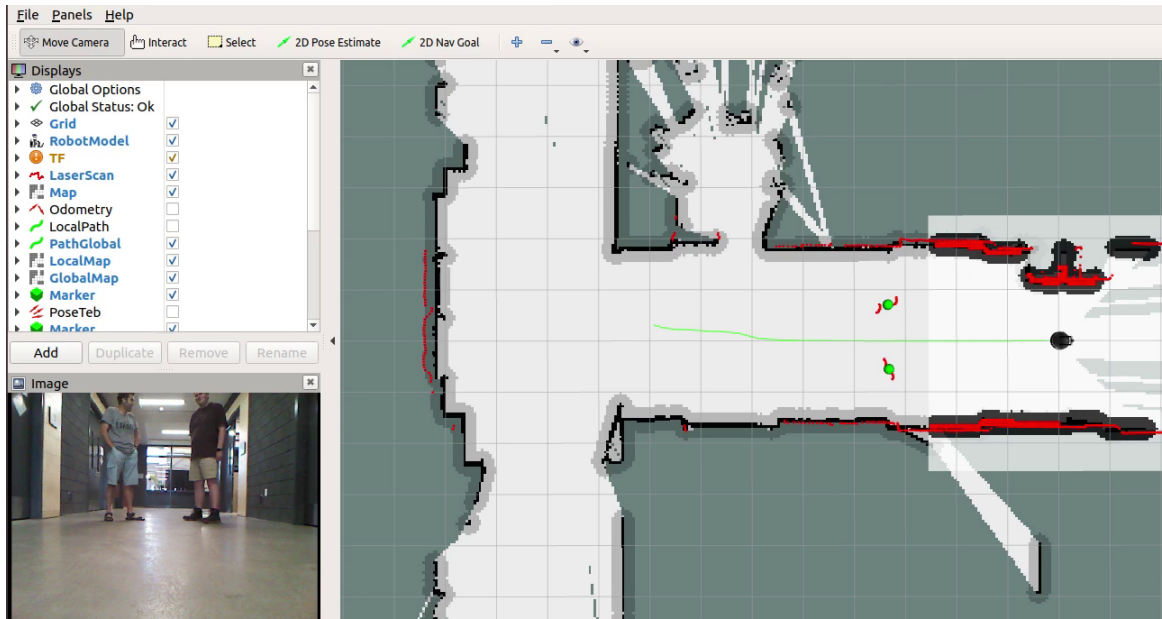 File Panels Help
Move Camera Interact Select 2D Pose Estimate 2D Nav Goal
Displays
Global Options
Global Status: Ok
Grid
RobotModel
TF
LaserScan
Map
Odometry
LocalPath
PathGlobal
LocalMap
GlobalMap
Marker
PoseTeb
Marker
Add Duplicate Remove Rename
Image